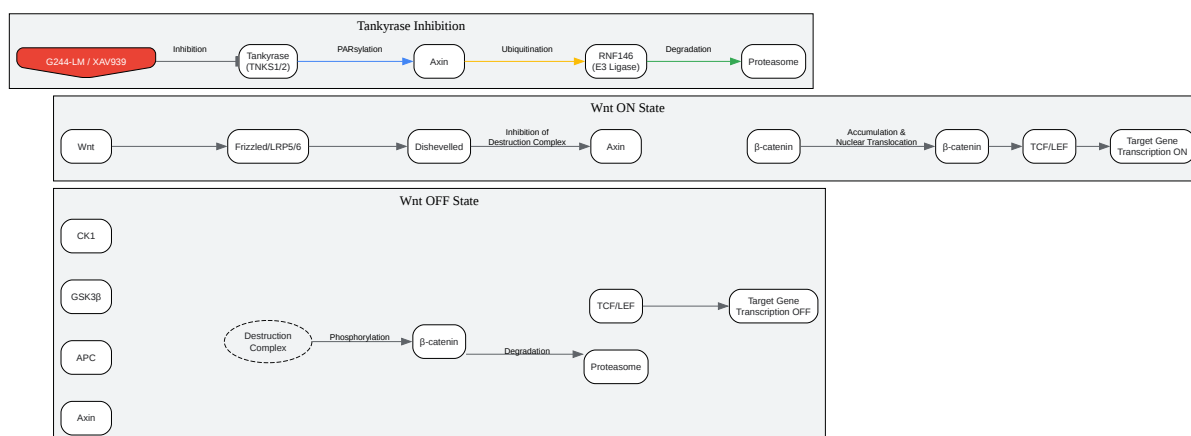 Tankyrase Inhibition
G244-LM / XAV939
Inhibition
Tankyrase
(TNKS1/2)
PARsylation
Axin
Ubiquitination
RNF146
(E3 Ligase)
Degradation
Proteasome
Wnt ON State
Wnt
Frizzled/LRP5/6
Dishevelled
Inhibition of
Destruction Complex
Axin
β-catenin
Accumulation &
Nuclear Translocation
β-catenin
TCF/LEF
Target Gene
Transcription ON
Wnt OFF State
CK1
GSK3β
APC
Axin
Destruction
Complex
Phosphorylation
β-catenin
Degradation
TCF/LEF
Target Gene
Transcription OFF
Proteasome